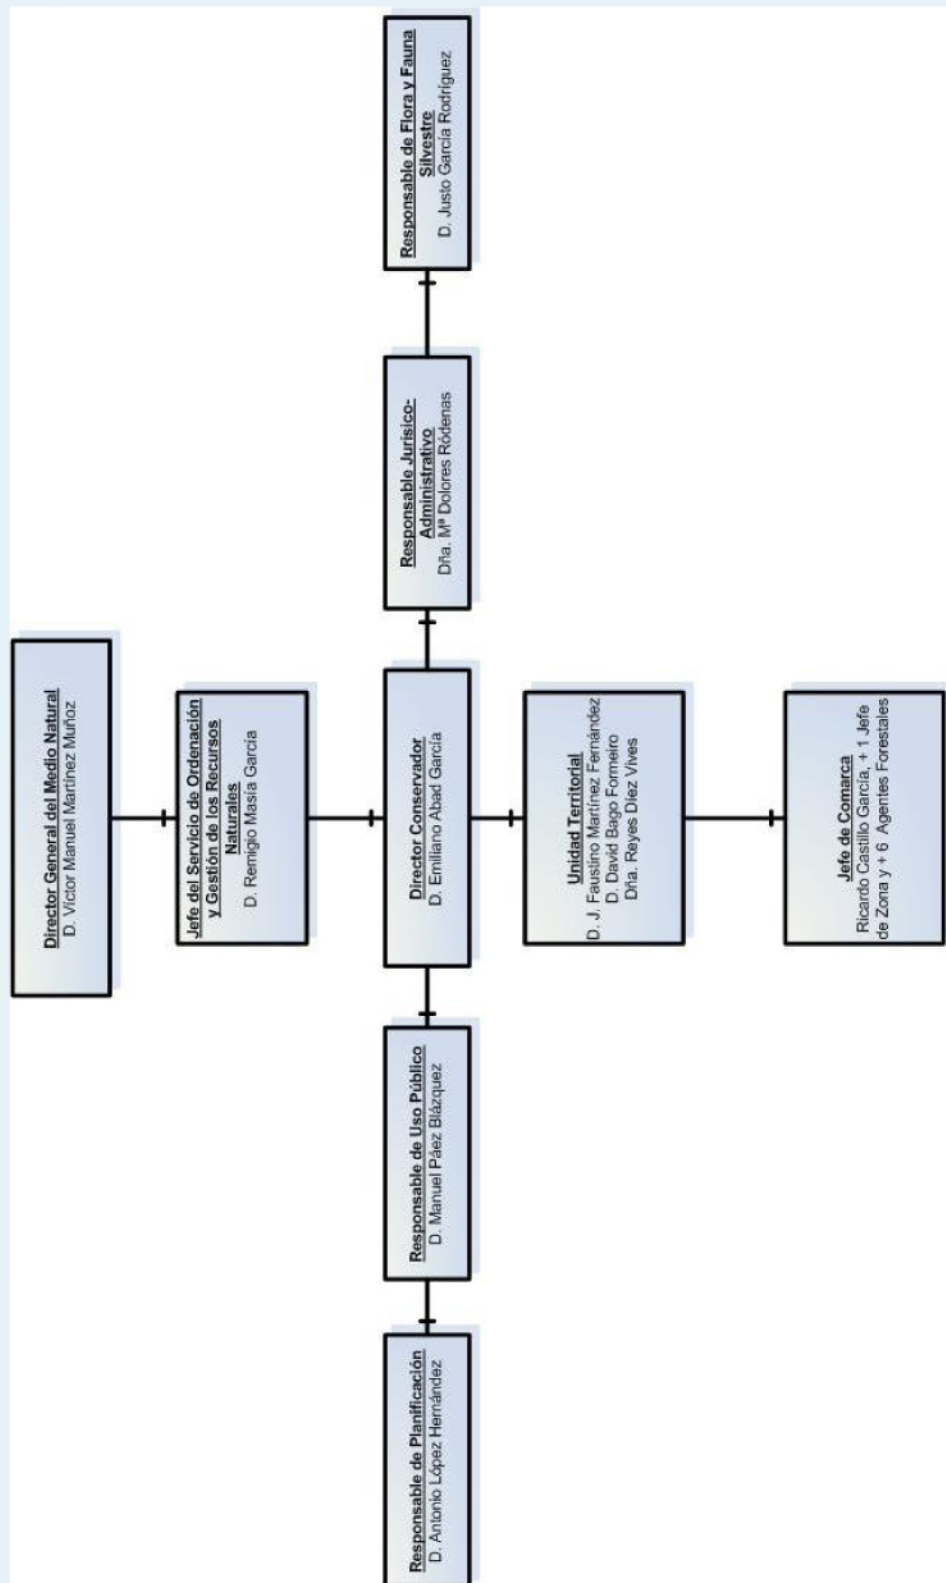 Director General del Medio Natural
D. Víctor Manuel Martínez Muñoz
Jefe del Servicio de Ordenación
y Gestión de los Recursos
Naturales
D. Remigio Masía García
Responsable de Planificación
D. Antonio López Hernández
Responsable de Uso Público
D. Manuel Páez Blázquez
Director Conservador
D. Emiliano Abad García
Responsable Jurisico-
Administrativo
Dña. Mª Dolores Ródenas
Responsable de Flora y Fauna
Silvestre
D. Justo García Rodríguez
Unidad Territorial
D. J. Faustino Martínez Fernández
D. David Bago Formeiro
Dña. Reyes Díez Vives
Jefe de Comarca
Ricardo Castillo García, + 1 Jefe
de Zona y + 6 Agentes Forestales